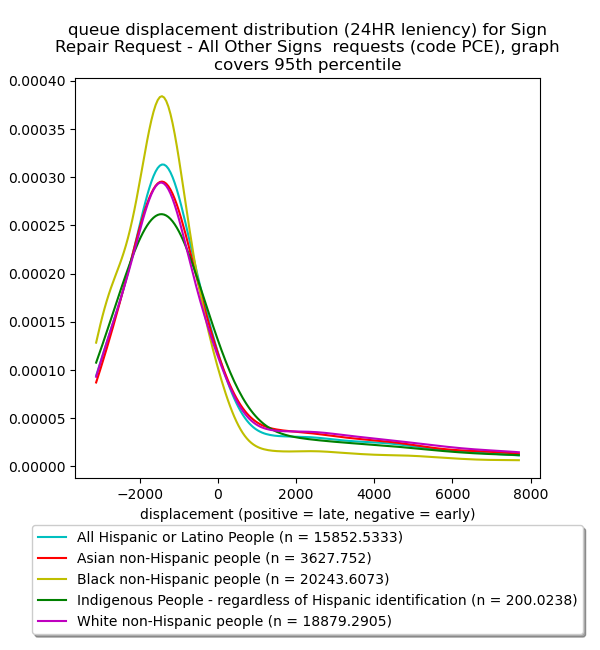 queue displacement distribution (24HR leniency) for Sign
Repair Request - All Other Signs  requests (code PCE), graph
covers 95th percentile
0.00040
0.00035
0.00030
0.00025
0.00020
0.00015
0.00010
0.00005
0.00000
−2000 0 2000 4000 6000 8000
displacement (positive = late, negative = early)
All Hispanic or Latino People (n = 15852.5333)
Asian non-Hispanic people (n = 3627.752)
Black non-Hispanic people (n = 20243.6073)
Indigenous People - regardless of Hispanic identification (n = 200.0238)
White non-Hispanic people (n = 18879.2905)